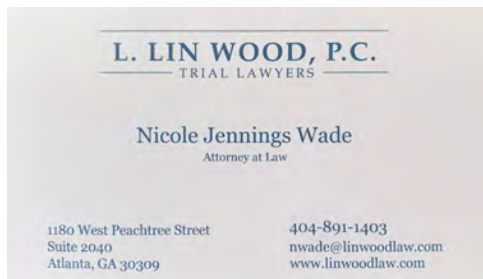 L. LIN WOOD, P.C.
TRIAL LAWYERS
Nicole Jennings Wade
Attorney at Law
1180 West Peachtree Street
Suite 2040
Atlanta, GA 30309
404-891-1403
nwade@linwoodlaw.com
www.linwoodlaw.com